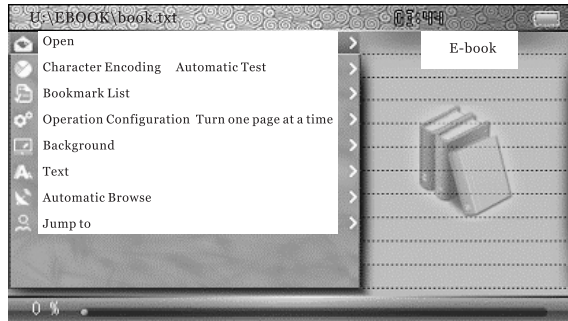 U:\EBOOK\book.txt
E-book
Open
Character Encoding Automatic Test
Bookmark List
Operation Configuration Turn one page at a time
Background
Text
Automatic Browse
Jump to
0 %